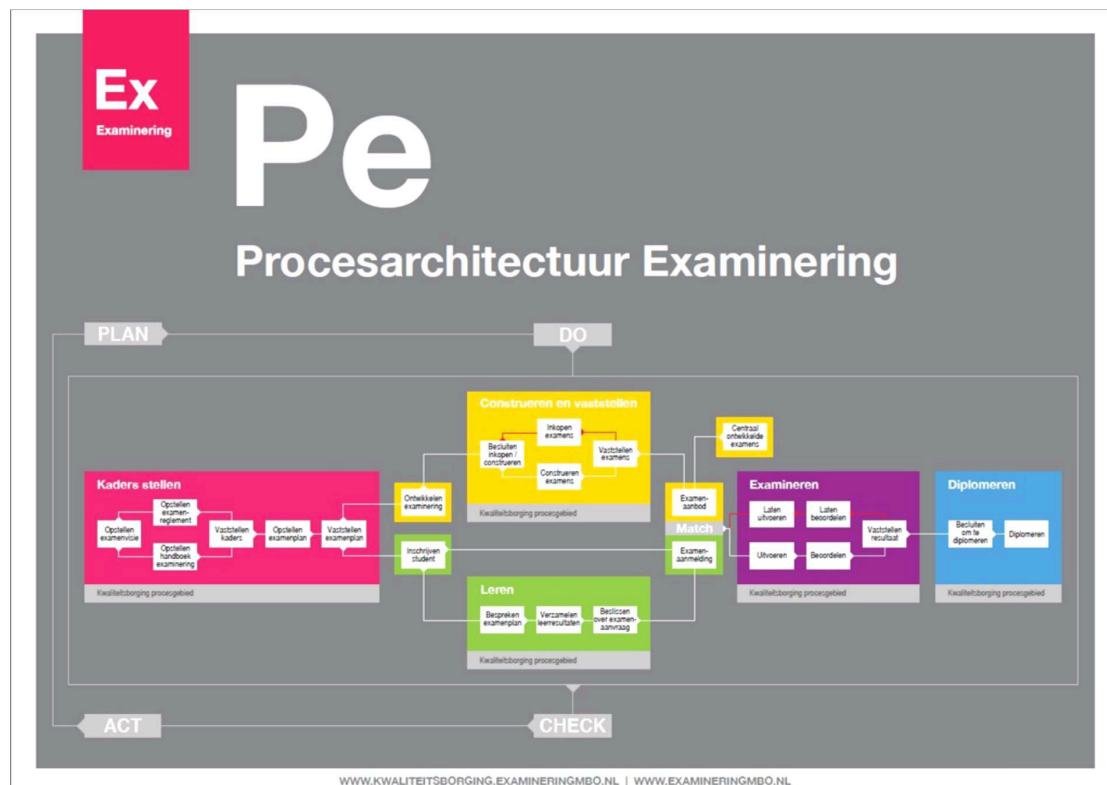 Ex
Examinering
Pe
Procesarchitectuur Examinering
PLAN
DO
Construeren en vaststellen
Besluiten
inkopen /
construeren
Inkopen
examens
Construeren
examens
Vaststellen
examens
Kwaliteitsborging procesgebied
Centraal
ontwikkelde
examens
Kaders stellen
Opstellen
examenvisie
Opstellen
examen-
reglement
Opstellen
handboek
examinering
Vaststellen
kaders
Opstellen
examenplan
Vaststellen
examenplan
Kwaliteitsborging procesgebied
Ontwikkelen
examinering
Inschrijven
student
Examen-
aanbod
Match
Examen-
aanmelding
Leren
Bespreken
examenplan
Verzamelen
leerresultaten
Beslissen
over examen-
aanvraag
Kwaliteitsborging procesgebied
Examineren
Laten
uitvoeren
Laten
beoordelen
Uitvoeren
Beoordelen
Vaststellen
resultaat
Kwaliteitsborging procesgebied
Diplomeren
Besluiten
om te
diplomeren
Diplomeren
Kwaliteitsborging procesgebied
ACT
CHECK
WWW.KWALITEITSBORGING.EXAMINERINGMBO.NL | WWW.EXAMINERINGMBO.NL